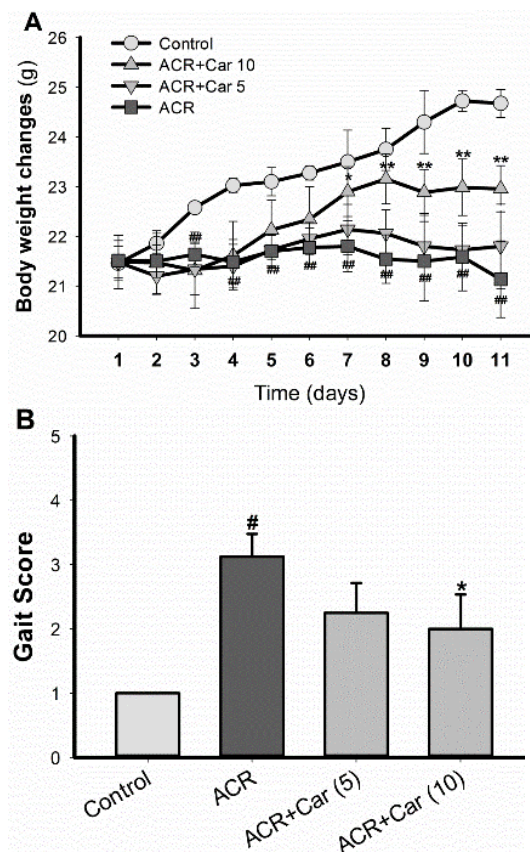 A
Body weight changes (g)
26
25
24
23
22
21
20
Control
ACR+Car 10
ACR+Car 5
ACR
* ** ** ** **
## ## ## ## ## ## ## ## ##
1 2 3 4 5 6 7 8 9 10 11
Time (days)
B
Gait Score
5
4
3
2
1
0
# *
Control ACR ACR+Car (5) ACR+Car (10)